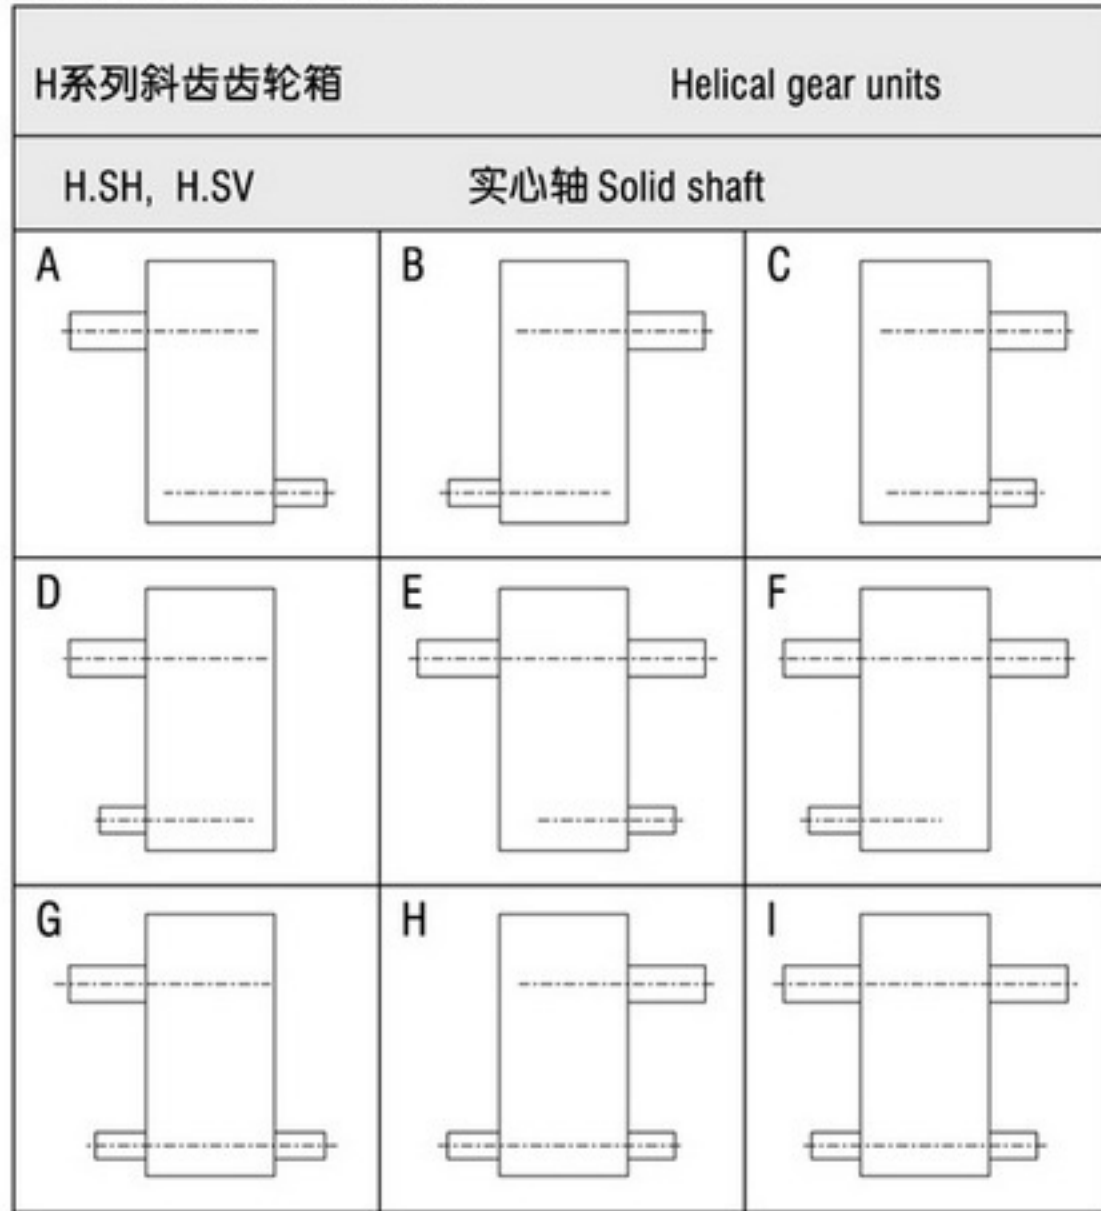 H系列斜齿齿轮箱 Helical gear units
H.SH, H.SV 实心轴 Solid shaft
A B C
D E F
G H I